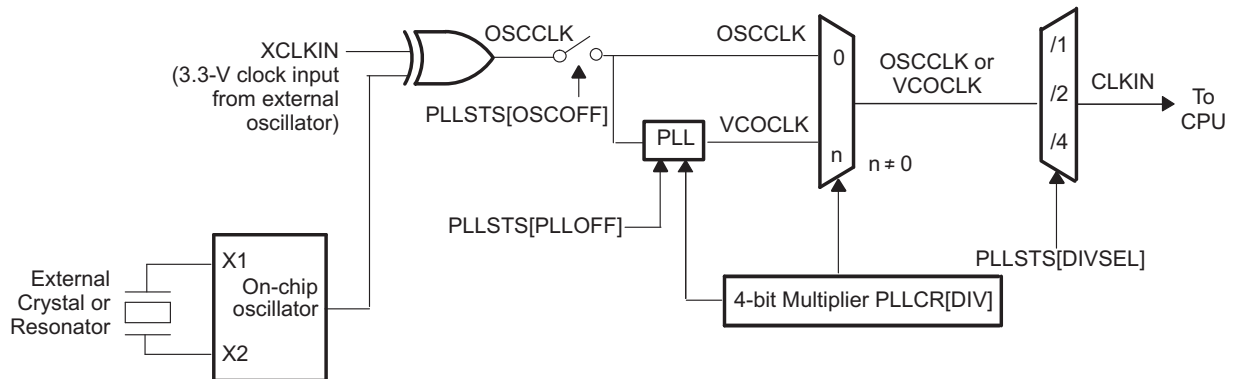 XCLKIN
(3.3-V clock input
from external
oscillator)
OSCCLK
PLLSTS[OSCOFF]
OSCCLK
0
PLL
VCOCLK
n
n ≠ 0
OSCCLK or
VCOCLK
/1
/2
/4
CLKIN
To
CPU
PLLSTS[PLLOFF]
PLLSTS[DIVSEL]
4-bit Multiplier PLLCR[DIV]
External
Crystal or
Resonator
X1
On-chip
oscillator
X2